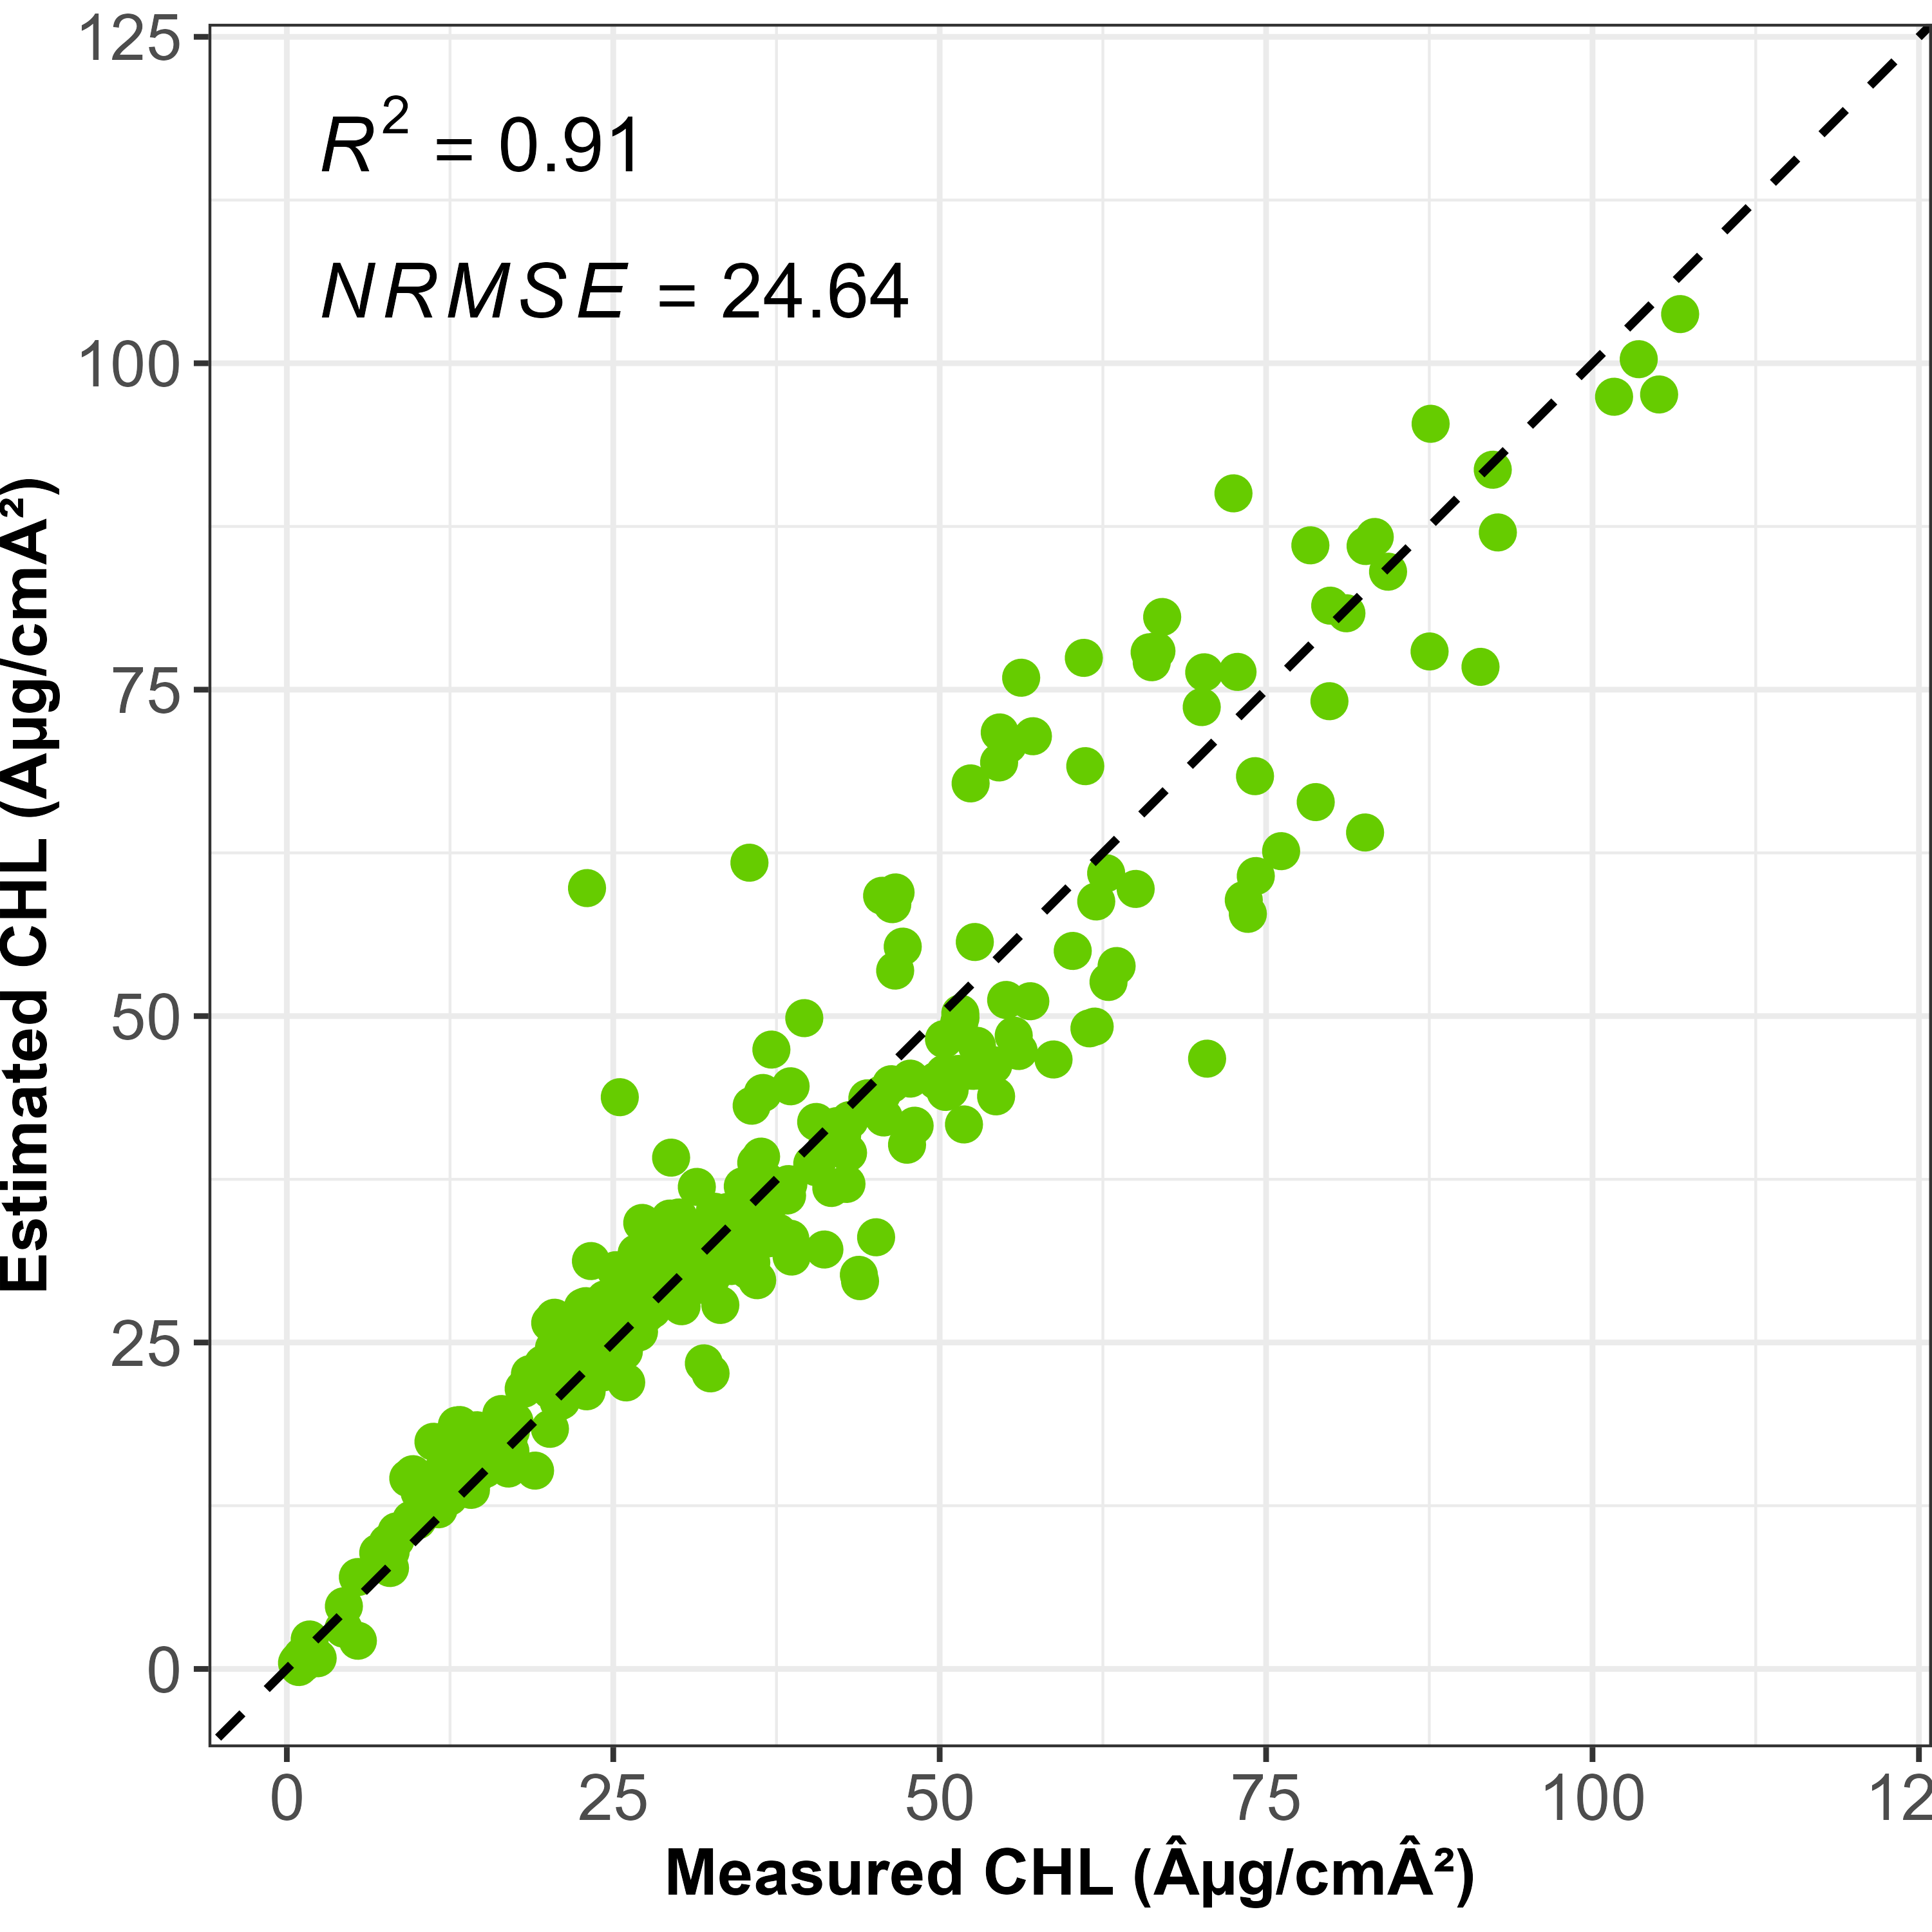 125
R² = 0.91
NRMSE = 24.64
100
75
50
25
0
Estimated CHL (Âµg/cmÂ²)
0 25 50 75 100 12
Measured CHL (Âµg/cmÂ²)